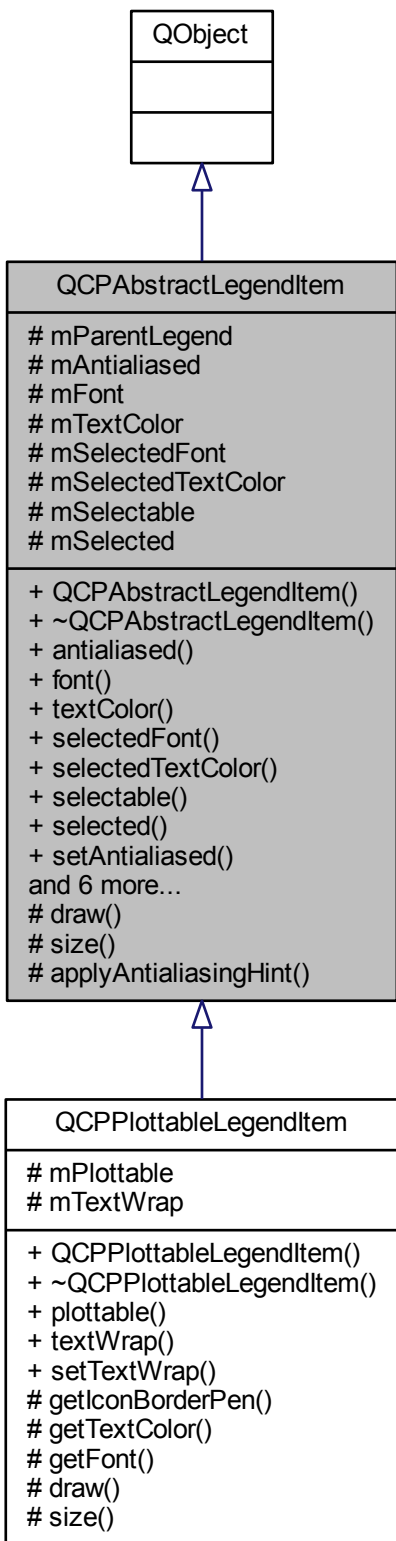 QObject
QCPAbstractLegendItem
# mParentLegend
# mAntialiased
# mFont
# mTextColor
# mSelectedFont
# mSelectedTextColor
# mSelectable
# mSelected
+ QCPAbstractLegendItem()
+ ~QCPAbstractLegendItem()
+ antialiased()
+ font()
+ textColor()
+ selectedFont()
+ selectedTextColor()
+ selectable()
+ selected()
+ setAntialiased()
and 6 more...
# draw()
# size()
# applyAntialiasingHint()
QCPPlottableLegendItem
# mPlottable
# mTextWrap
+ QCPPlottableLegendItem()
+ ~QCPPlottableLegendItem()
+ plottable()
+ textWrap()
+ setTextWrap()
# getIconBorderPen()
# getTextColor()
# getFont()
# draw()
# size()